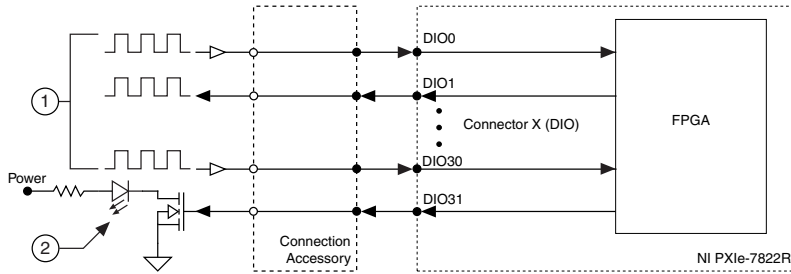 DIO0
1
DIO1
Connector X (DIO)
FPGA
DIO30
Power
DIO31
2
Connection
Accessory
NI PXIe-7822R